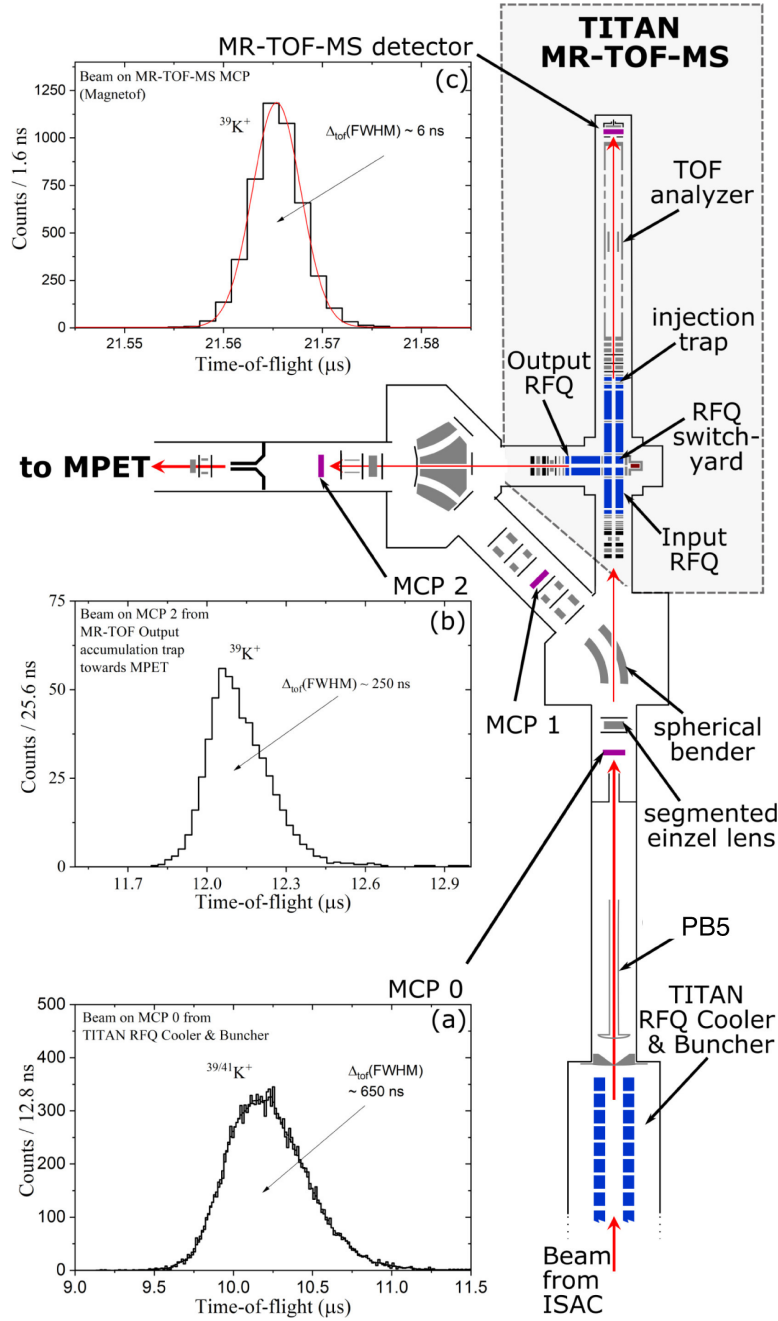 MR-TOF-MS detector
TITAN
MR-TOF-MS
Beam on MR-TOF-MS MCP
(Magnetof)
(c)
³⁹K⁺
Δtof(FWHM) ~ 6 ns
Counts / 1.6 ns
1250
1000
750
500
250
0
21.55 21.56 21.57 21.58
Time-of-flight (µs)
TOF
analyzer
injection
trap
Output
RFQ
RFQ
switch-
yard
Input
RFQ
to MPET
MCP 2
MCP 1
Beam on MCP 2 from
MR-TOF Output
accumulation trap
towards MPET
(b)
³⁹K⁺
Δtof(FWHM) ~ 250 ns
Counts / 25.6 ns
75
50
25
0
11.7 12.0 12.3 12.6 12.9
Time-of-flight (µs)
spherical
bender
segmented
einzel lens
PB5
MCP 0
TITAN
RFQ Cooler
& Buncher
Beam on MCP 0 from
TITAN RFQ Cooler & Buncher
(a)
³⁹/⁴¹K⁺
Δtof(FWHM)
~ 650 ns
Counts / 12.8 ns
500
400
300
200
100
0
9.0 9.5 10.0 10.5 11.0 11.5
Time-of-flight (µs)
Beam
from
ISAC